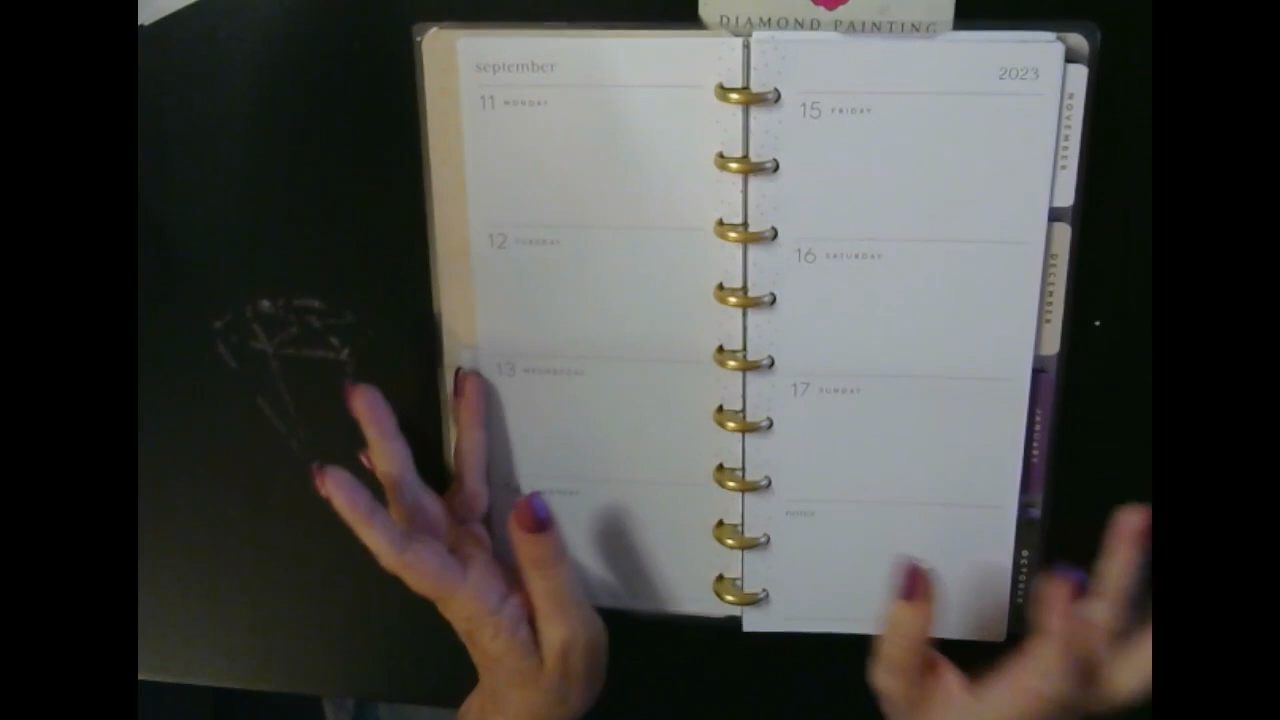 DIAMOND PAINTING
september
11 MONDAY
12 TUESDAY
13 WEDNESDAY
2023
15 FRIDAY
16 SATURDAY
17 SUNDAY
notes
NOVEMBER
DECEMBER
JANUARY
OCTOBER